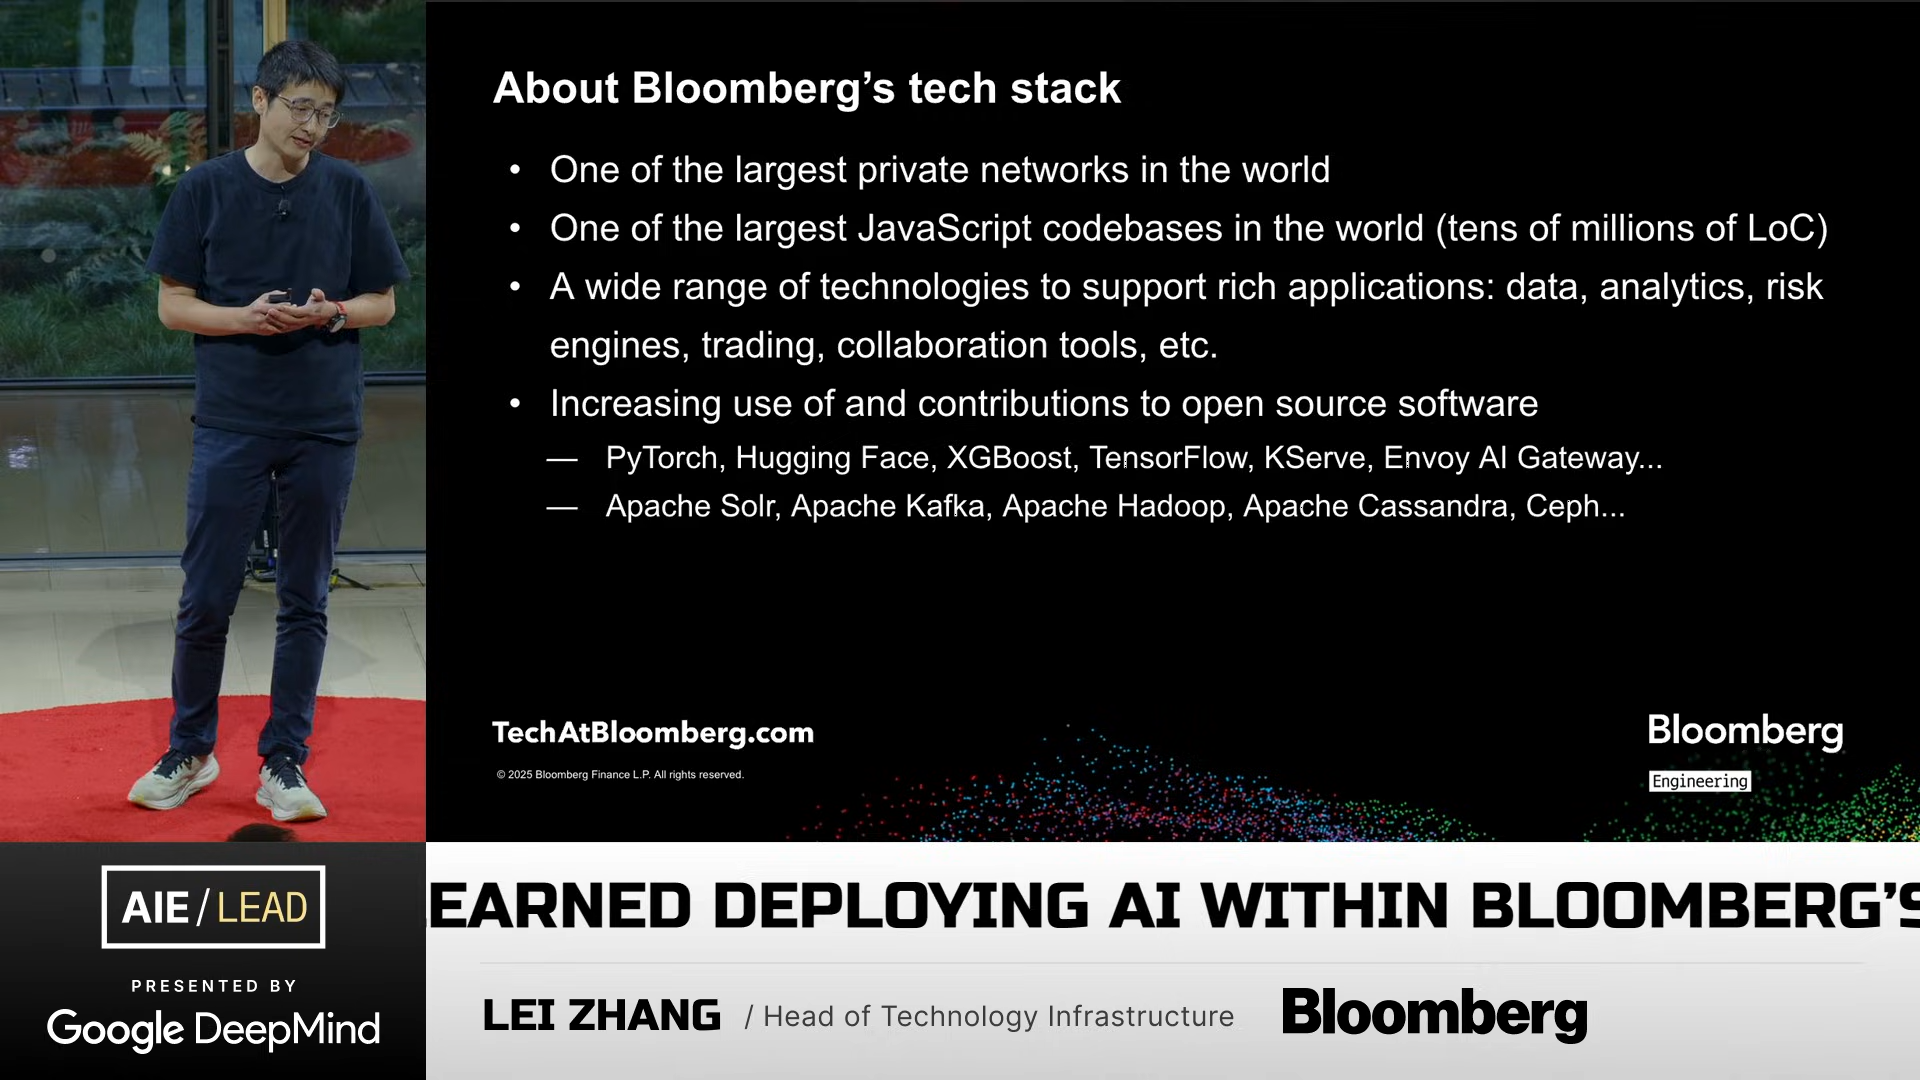 About Bloomberg’s tech stack
• One of the largest private networks in the world
• One of the largest JavaScript codebases in the world (tens of millions of LoC)
• A wide range of technologies to support rich applications: data, analytics, risk
engines, trading, collaboration tools, etc.
• Increasing use of and contributions to open source software
— PyTorch, Hugging Face, XGBoost, TensorFlow, KServe, Envoy AI Gateway...
— Apache Solr, Apache Kafka, Apache Hadoop, Apache Cassandra, Ceph...
TechAtBloomberg.com
© 2025 Bloomberg Finance L.P. All rights reserved.
Bloomberg
Engineering
AIE/LEAD
PRESENTED BY
Google DeepMind
EARNED DEPLOYING AI WITHIN BLOOMBERG’S
LEI ZHANG / Head of Technology Infrastructure Bloomberg